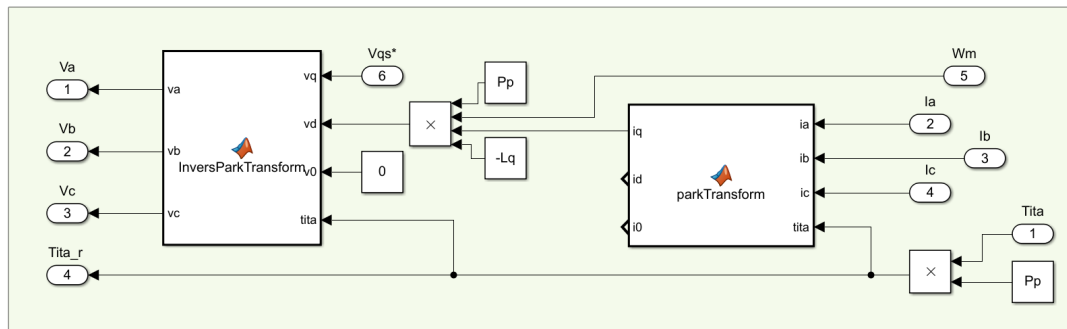 Va
1
Vb
2
Vc
3
Tita_r
4
va
vb
vc
InversParkTransform
vq
vd
v0
tita
Vqs*
6
0
×
Pp
-Lq
iq
id
i0
parkTransform
ia
ib
ic
tita
Wm
5
Ia
2
Ib
3
Ic
4
Tita
1
×
Pp